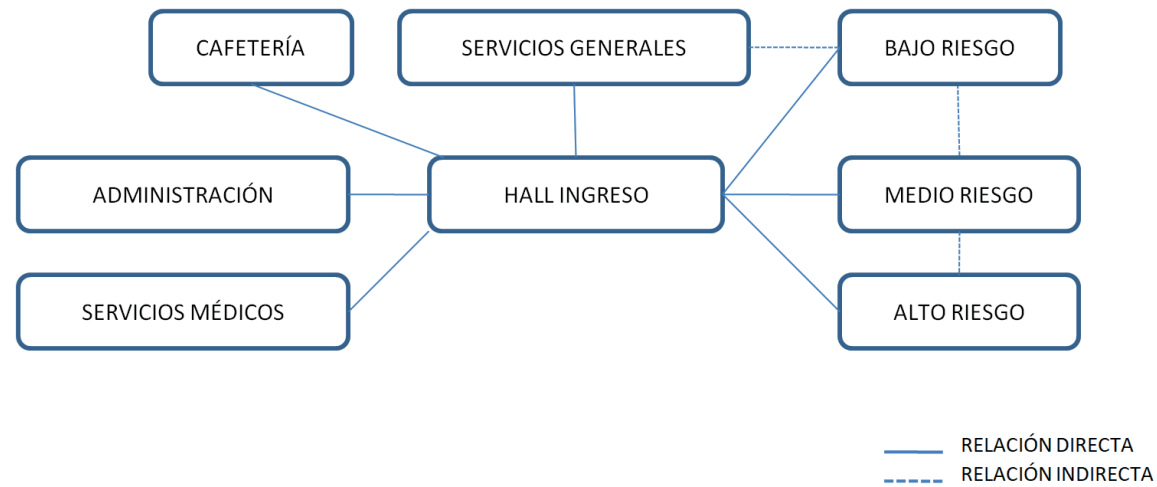 CAFETERÍA
SERVICIOS GENERALES
BAJO RIESGO
ADMINISTRACIÓN
HALL INGRESO
MEDIO RIESGO
SERVICIOS MÉDICOS
ALTO RIESGO
RELACIÓN DIRECTA
RELACIÓN INDIRECTA